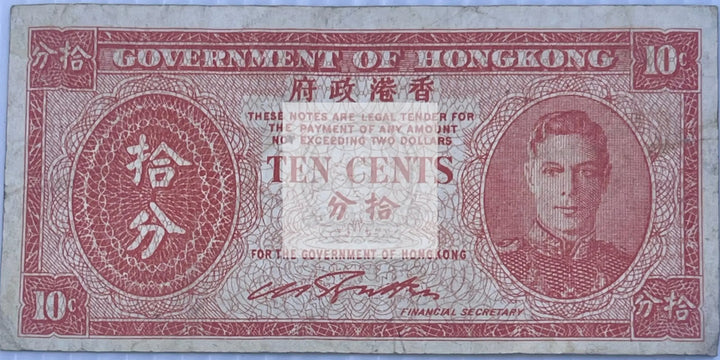 分拾 GOVERNMENT OF HONGKONG 10¢
府政港香
THESE NOTES ARE LEGAL TENDER FOR
THE PAYMENT OF ANY AMOUNT
NOT EXCEEDING TWO DOLLARS
拾分
TEN CENTS
分拾
FOR THE GOVERNMENT OF HONGKONG
FINANCIAL SECRETARY
10¢ 分拾